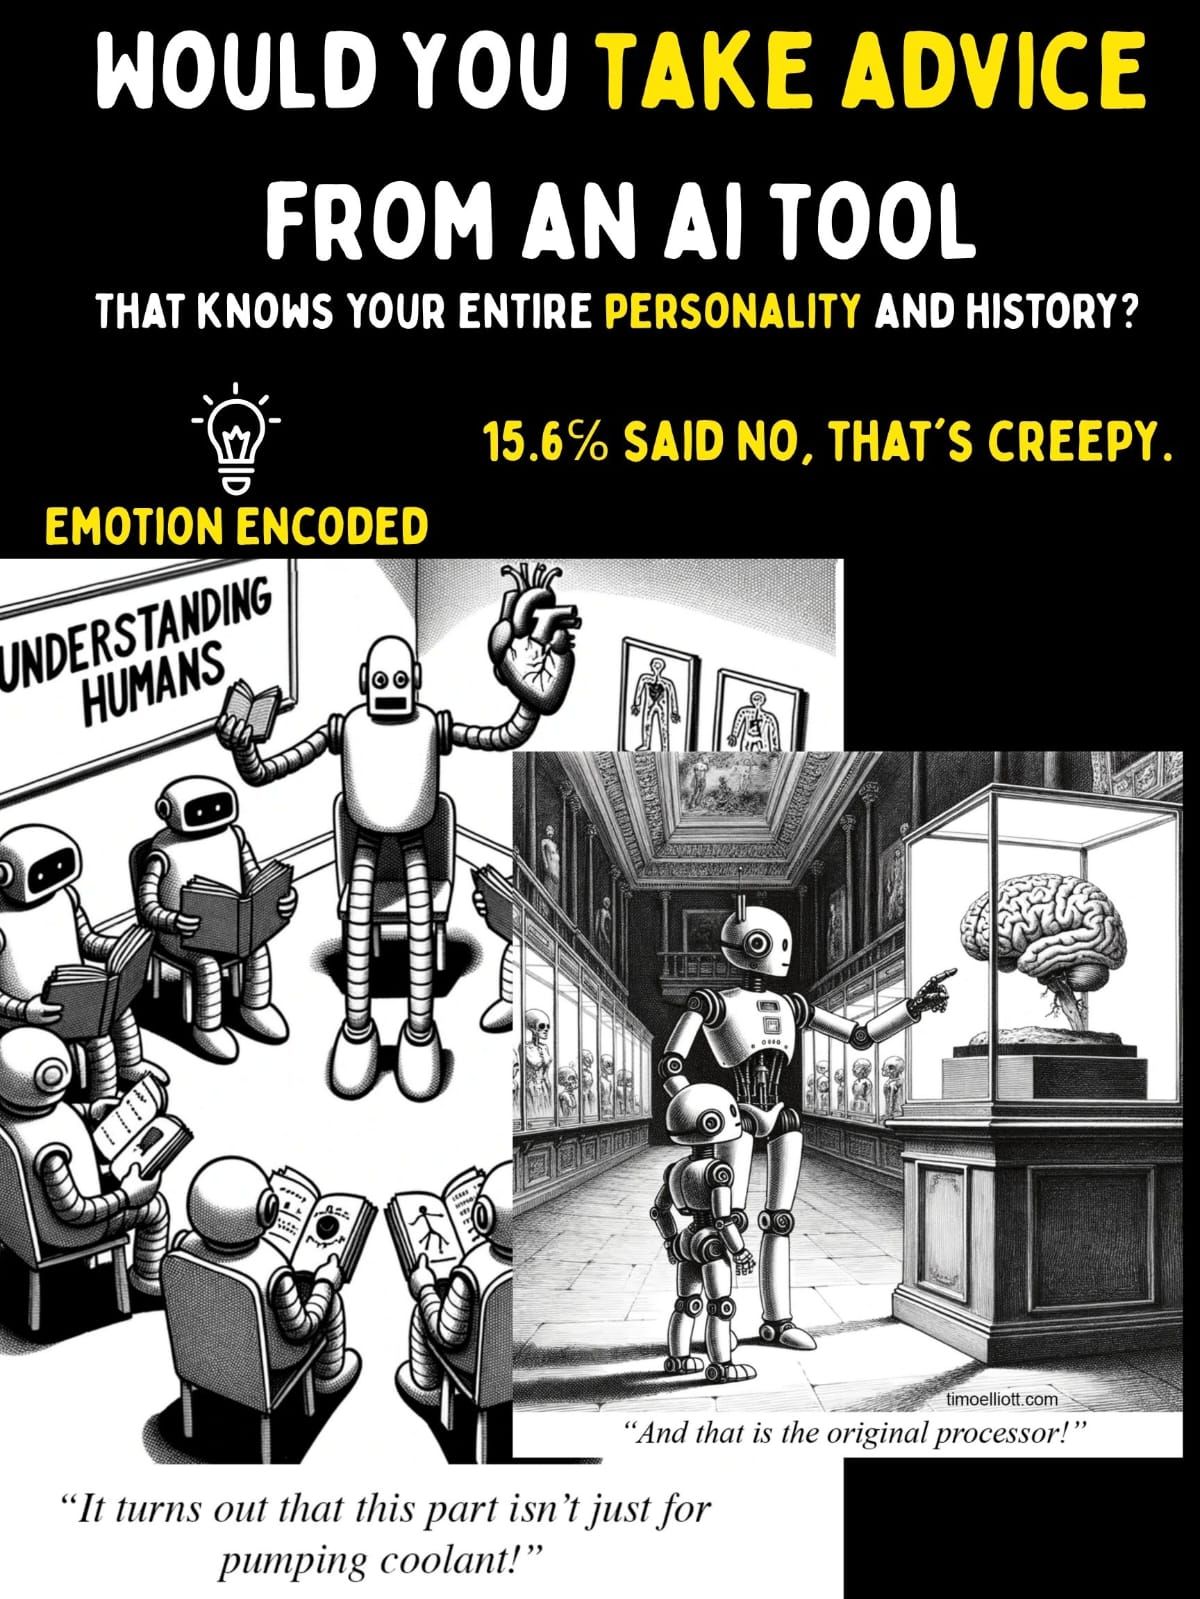 WOULD YOU TAKE ADVICE
FROM AN AI TOOL
THAT KNOWS YOUR ENTIRE PERSONALITY AND HISTORY?
15.6℅ SAID NO, THAT'S CREEPY.
EMOTION ENCODED
UNDERSTANDING
HUMANS
timoelliott.com
“And that is the original processor!”
“It turns out that this part isn’t just for
pumping coolant!”